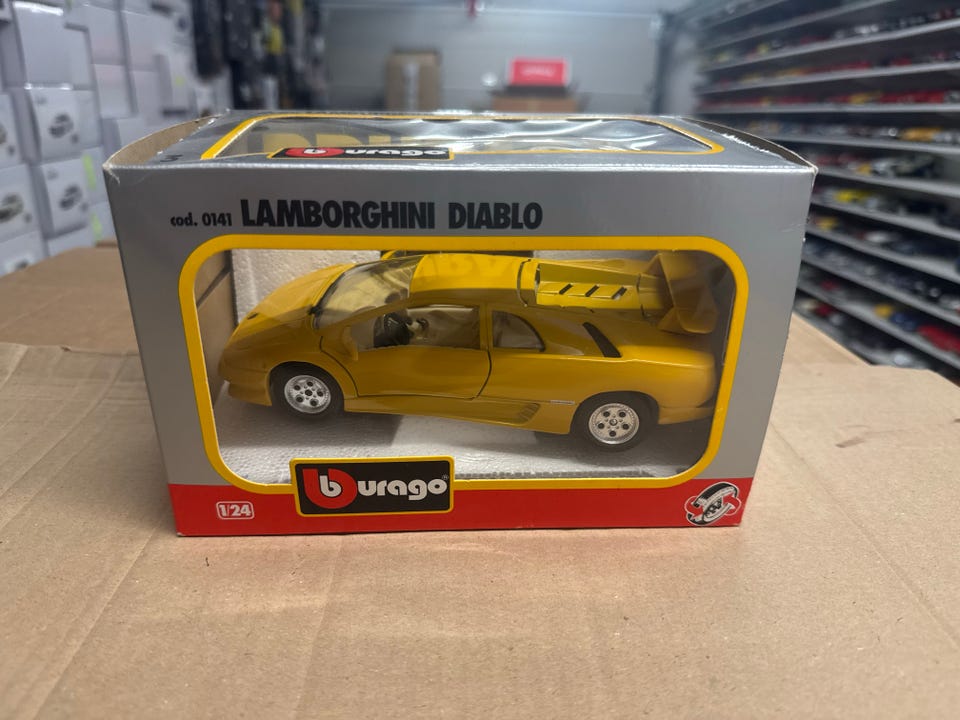 burago
cod. 0141 LAMBORGHINI DIABLO
burago
1/24